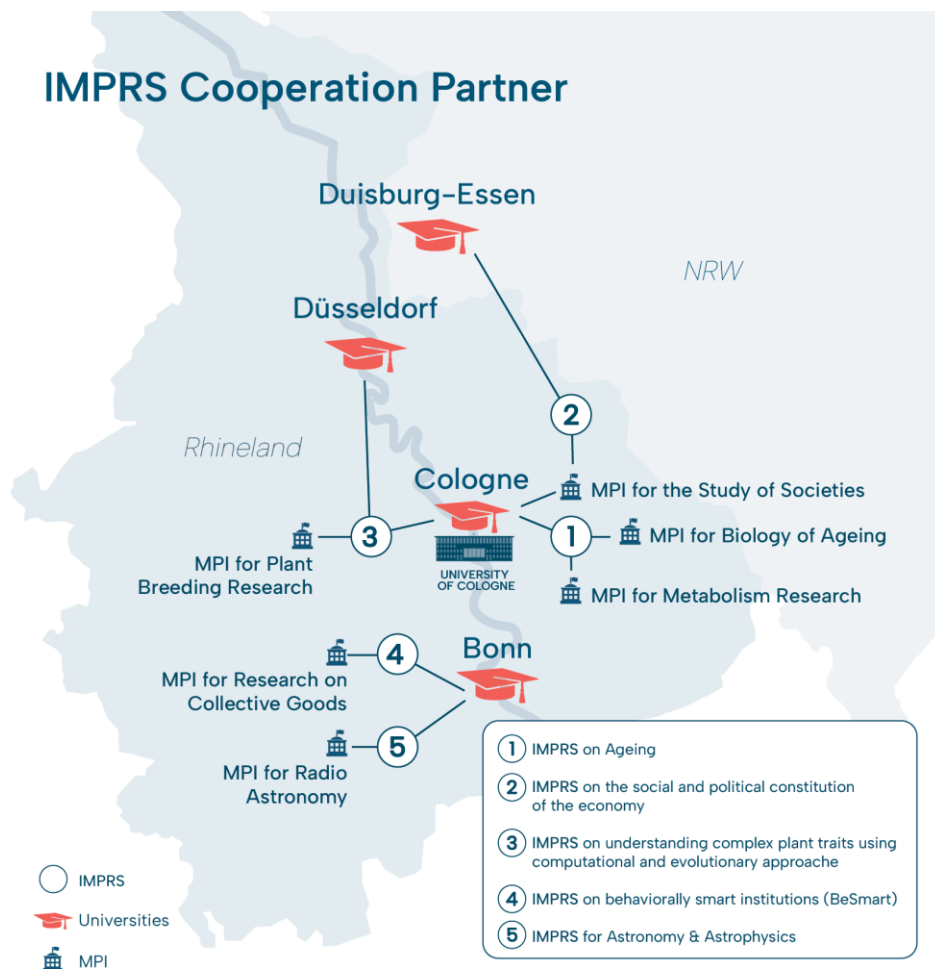 IMPRS Cooperation Partner
Duisburg-Essen
NRW
Düsseldorf
2
Rhineland
Cologne
MPI for the Study of Societies
3
1
MPI for Biology of Ageing
MPI for Plant
Breeding Research
UNIVERSITY
OF COLOGNE
MPI for Metabolism Research
4
Bonn
MPI for Research on
Collective Goods
5
MPI for Radio
Astronomy
1 IMPRS on Ageing
2 IMPRS on the social and political constitution
of the economy
3 IMPRS on understanding complex plant traits using
computational and evolutionary approache
4 IMPRS on behaviorally smart institutions (BeSmart)
5 IMPRS for Astronomy & Astrophysics
IMPRS
Universities
MPI